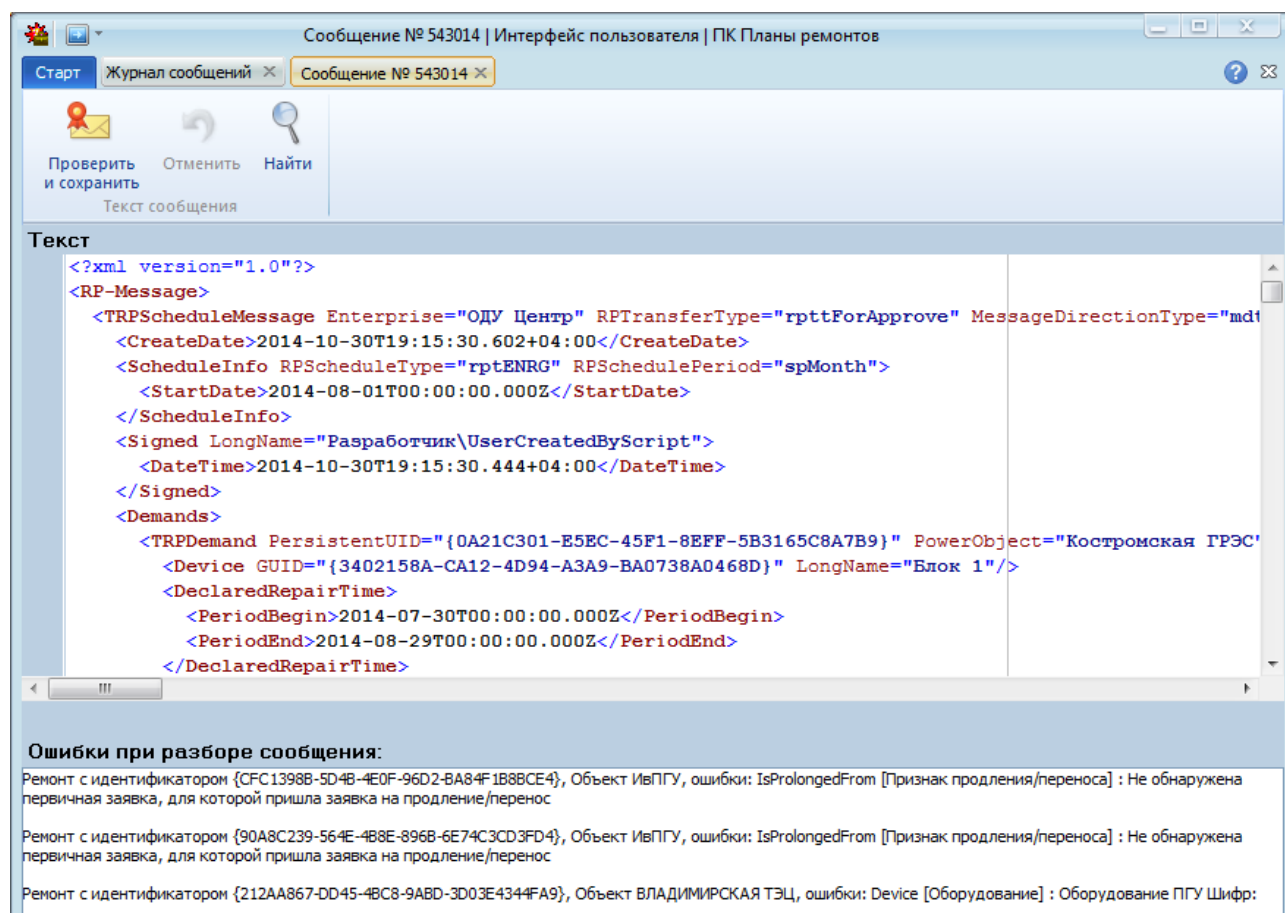 Сообщение № 543014 | Интерфейс пользователя | ПК Планы ремонтов
Старт Журнал сообщений Сообщение № 543014
Проверить и сохранить
Отменить
Найти
Текст сообщения
Текст
<?xml version="1.0"?>
<RP-Message>
<TRPScheduleMessage Enterprise="ОДУ Центр" RPTransferType="rpttForApprove" MessageDirectionType="mdt
<CreateDate>2014-10-30T19:15:30.602+04:00</CreateDate>
<ScheduleInfo RPScheduleType="rptENRG" RPSchedulePeriod="spMonth">
<StartDate>2014-08-01T00:00:00.000Z</StartDate>
</ScheduleInfo>
<Signed LongName="Разработчик\UserCreatedByScript">
<DateTime>2014-10-30T19:15:30.444+04:00</DateTime>
</Signed>
<Demands>
<TRPDemand PersistentUID="{0A21C301-E5EC-45F1-8EFF-5B3165C8A7B9}" PowerObject="Костромская ГРЭС"
<Device GUID="{3402158A-CA12-4D94-A3A9-BA0738A0468D}" LongName="Блок 1"/>
<DeclaredRepairTime>
<PeriodBegin>2014-07-30T00:00:00.000Z</PeriodBegin>
<PeriodEnd>2014-08-29T00:00:00.000Z</PeriodEnd>
</DeclaredRepairTime>
Ошибки при разборе сообщения:
Ремонт с идентификатором {CFC1398B-5D4B-4E0F-96D2-BA84F1B8BCE4}, Объект ИвПГУ, ошибки: IsProlongedFrom [Признак продления/переноса] : Не обнаружена
первичная заявка, для которой пришла заявка на продление/перенос
Ремонт с идентификатором {90A8C239-564E-4B8E-896B-6E74C3CD3FD4}, Объект ИвПГУ, ошибки: IsProlongedFrom [Признак продления/переноса] : Не обнаружена
первичная заявка, для которой пришла заявка на продление/перенос
Ремонт с идентификатором {212AA867-DD45-4BC8-9ABD-3D03E4344FA9}, Объект ВЛАДИМИРСКАЯ ТЭЦ, ошибки: Device [Оборудование] : Оборудование ПГУ Шифр: